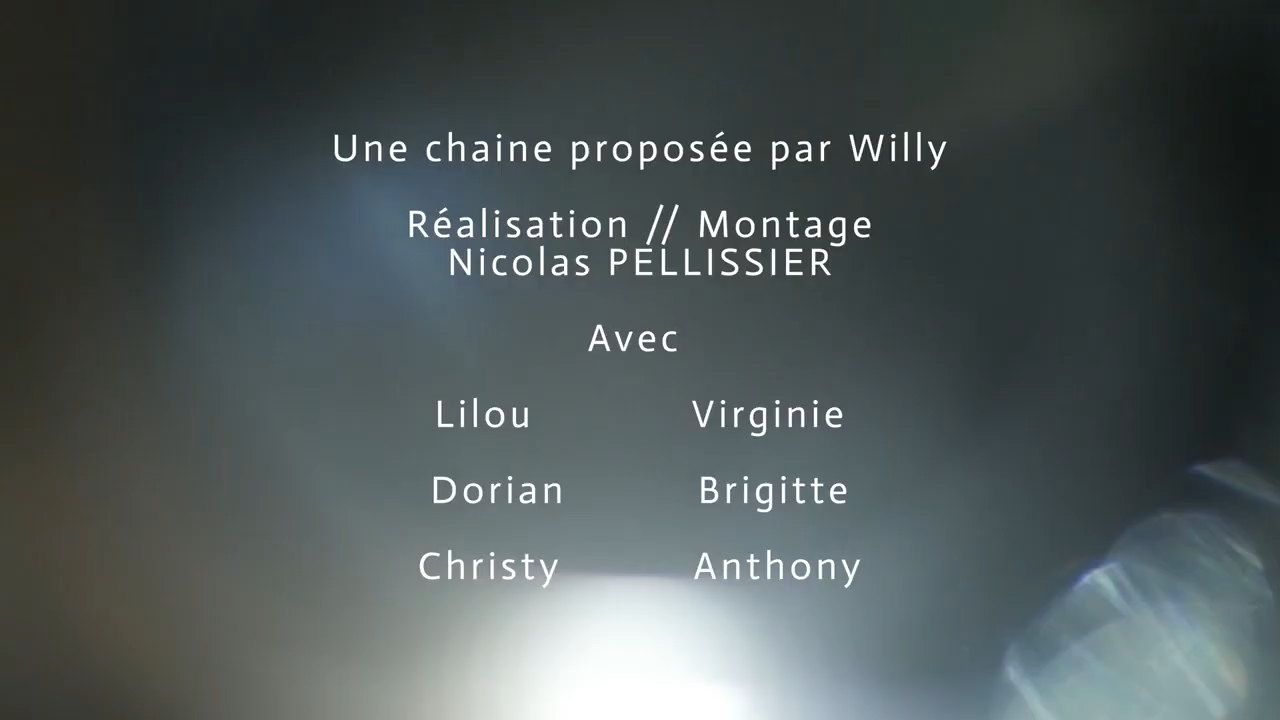 Une chaine proposée par Willy
Réalisation // Montage
Nicolas PELLISSIER
Avec
Lilou Virginie
Dorian Brigitte
Christy Anthony